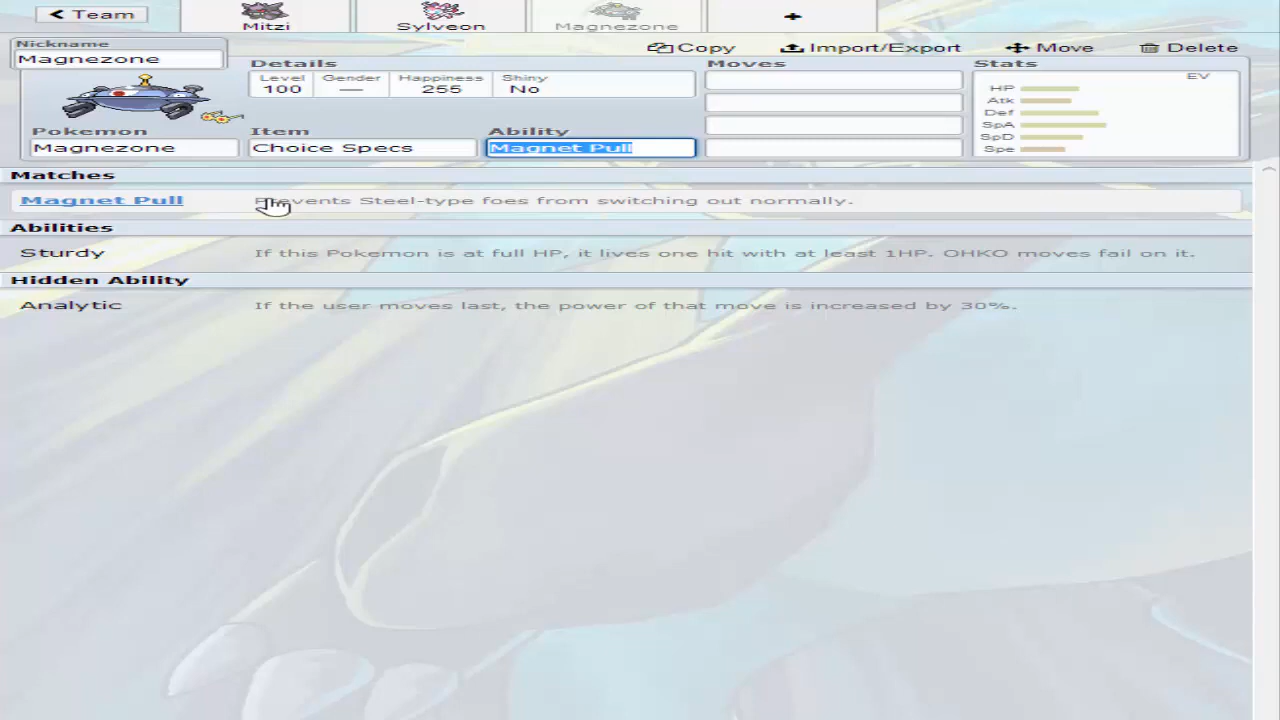 < Team
Mitzi
Sylveon
Magnezone
+
Nickname
Magnezone
Copy
Import/Export
Move
Delete
Details
Level
Gender
Happiness
Shiny
100
—
255
No
Moves
Stats
EV
HP
Atk
Def
SpA
SpD
Spe
Pokemon
Item
Ability
Magnezone
Choice Specs
Magnet Pull
Matches
Magnet Pull Prevents Steel-type foes from switching out normally.
Abilities
Sturdy If this Pokemon is at full HP, it lives one hit with at least 1HP. OHKO moves fail on it.
Hidden Ability
Analytic If the user moves last, the power of that move is increased by 30%.